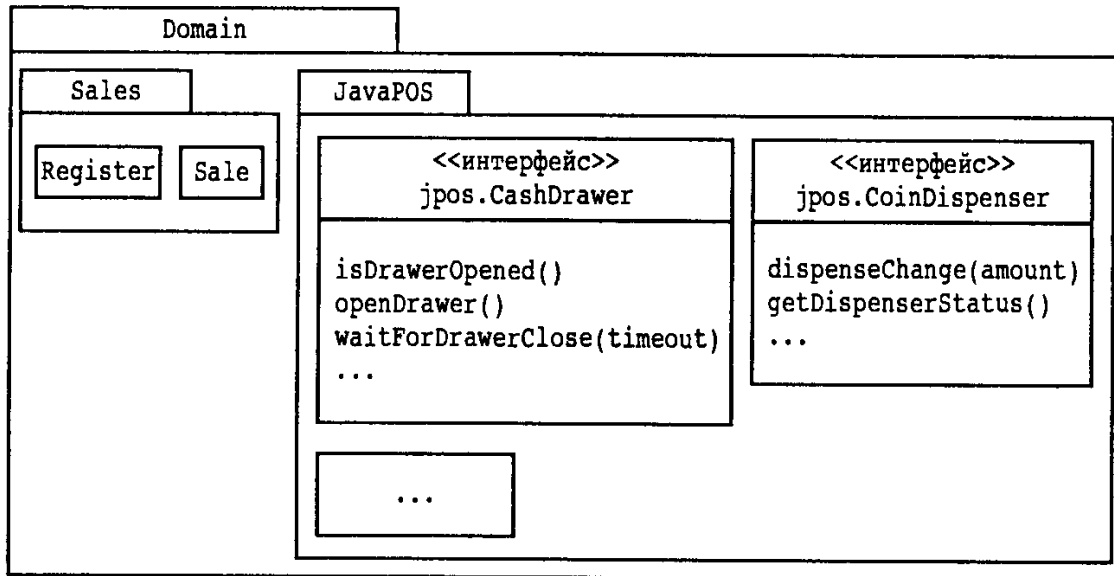 Domain
Sales
Register
Sale
JavaPOS
<<интерфейс>>
jpos.CashDrawer
isDrawerOpened()
openDrawer()
waitForDrawerClose(timeout)
...
<<интерфейс>>
jpos.CoinDispenser
dispenseChange(amount)
getDispenserStatus()
...
...